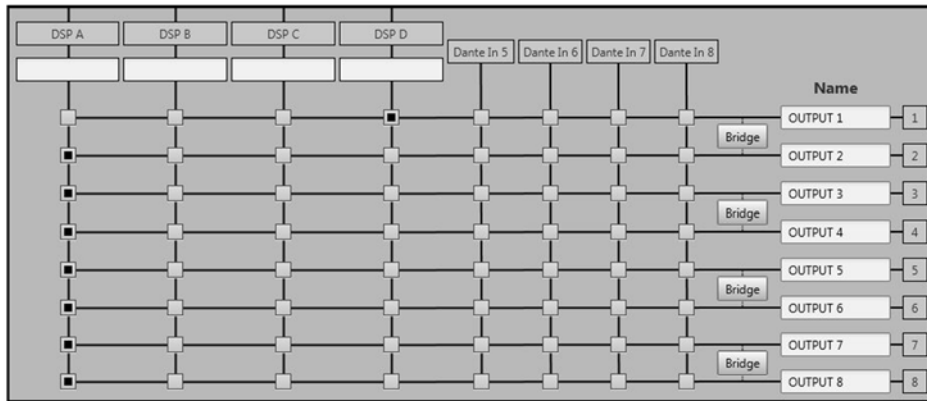 DSP A DSP B DSP C DSP D
Dante In 5 Dante In 6 Dante In 7 Dante In 8
Name
OUTPUT 1 1
Bridge
OUTPUT 2 2
OUTPUT 3 3
Bridge
OUTPUT 4 4
OUTPUT 5 5
Bridge
OUTPUT 6 6
OUTPUT 7 7
Bridge
OUTPUT 8 8